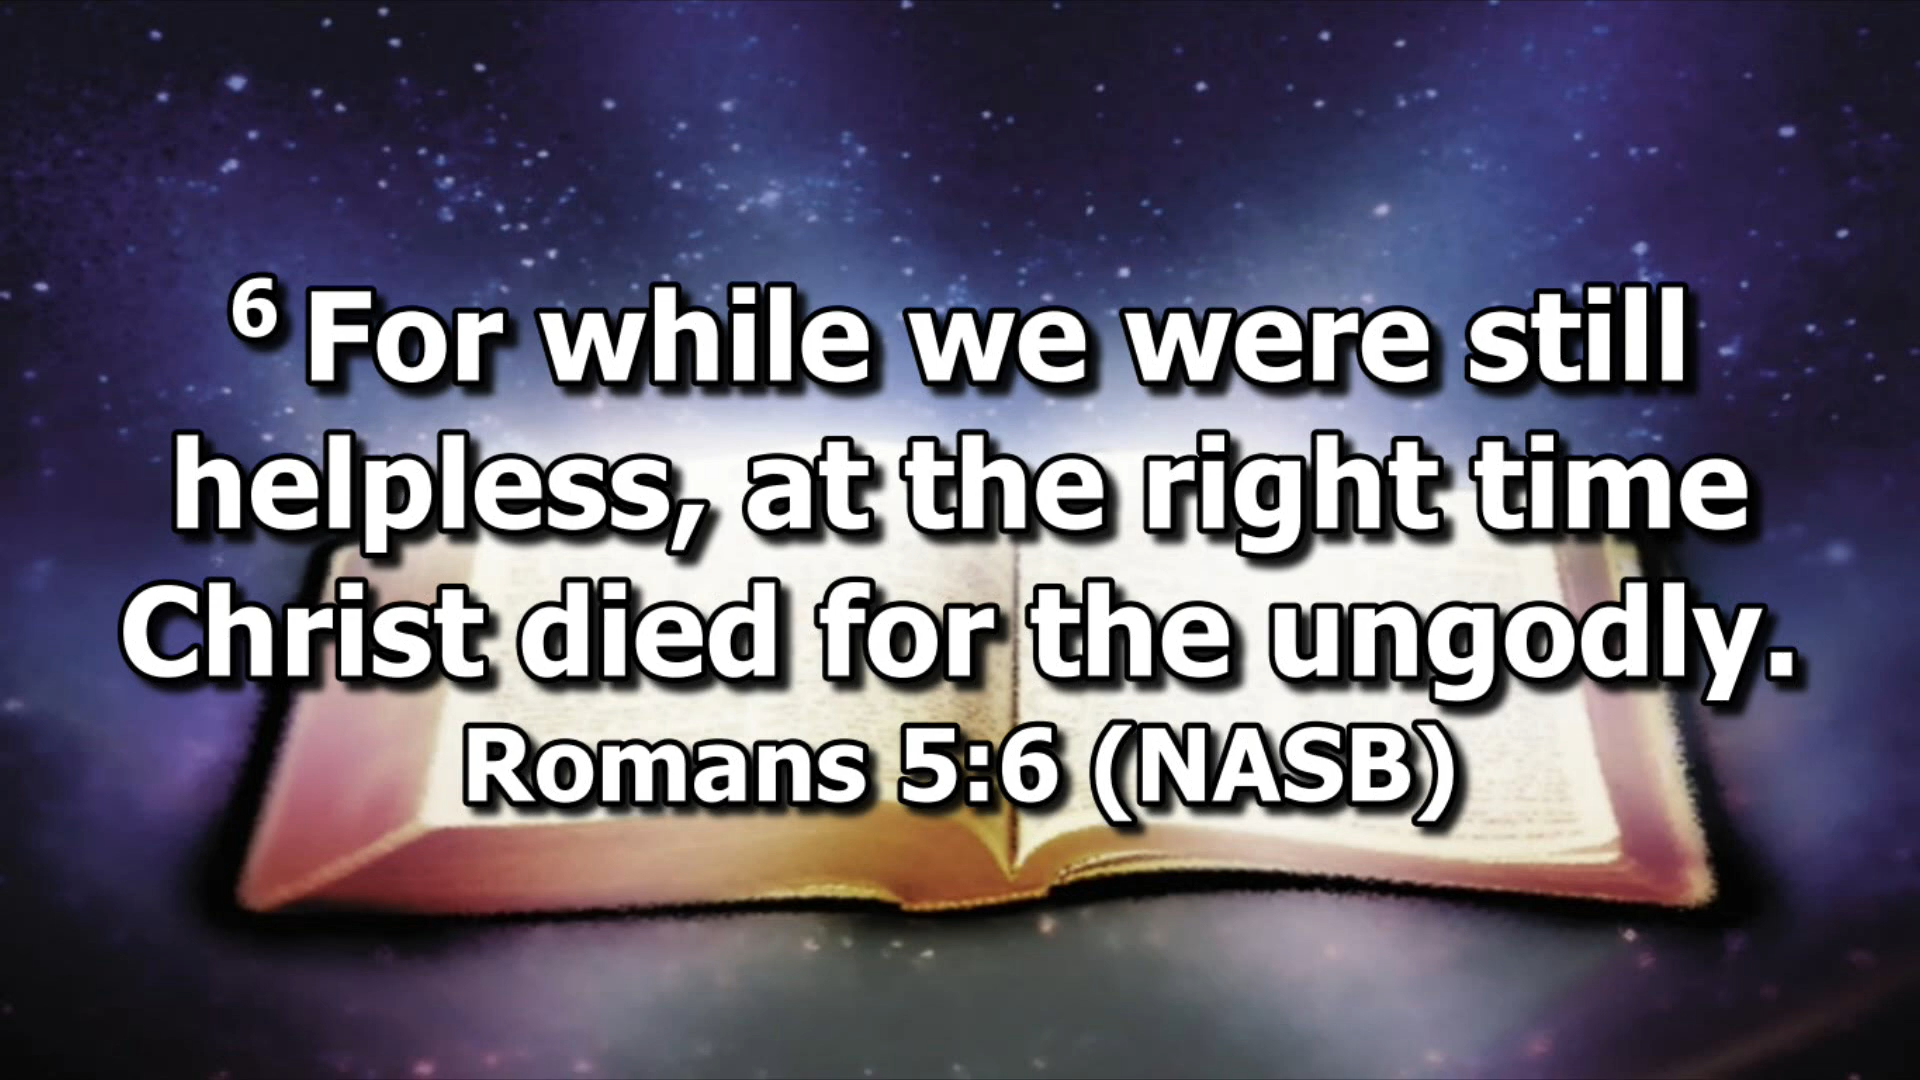 6 For while we were still
helpless, at the right time
Christ died for the ungodly.
Romans 5:6 (NASB)